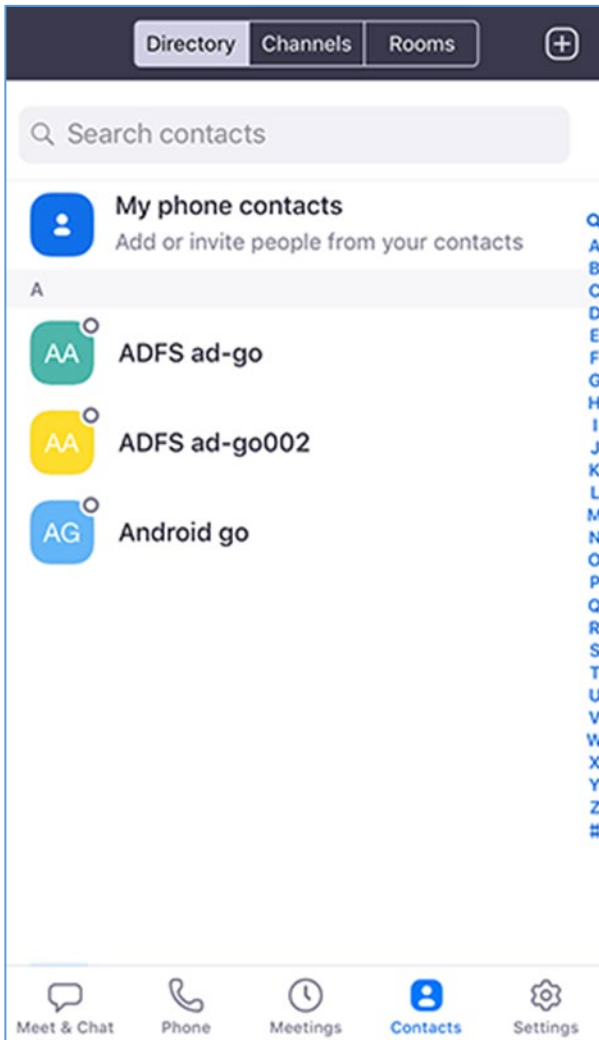 Directory Channels Rooms
Search contacts
My phone contacts
Add or invite people from your contacts
A
AA ADFS ad-go
AA ADFS ad-go002
AG Android go
A
B
C
D
E
F
G
H
I
J
K
L
M
N
O
P
Q
R
S
T
U
V
W
X
Y
Z
#
Meet & Chat Phone Meetings Contacts Settings